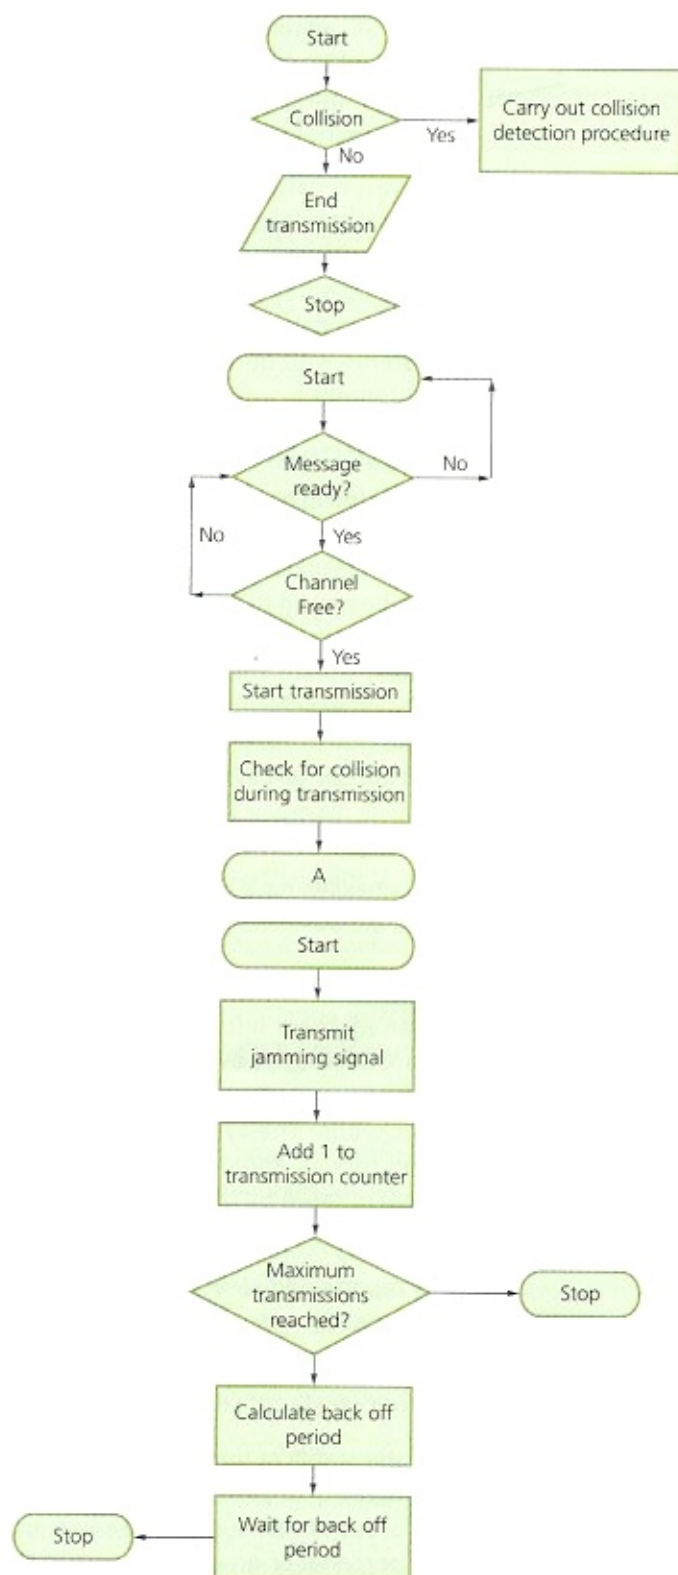 Start
Collision
Yes
Carry out collision
detection procedure
No
End
transmission
Stop
Start
Message
ready?
No
Yes
No
Channel
Free?
Yes
Start transmission
Check for collision
during transmission
A
Start
Transmit
jamming signal
Add 1 to
transmission counter
Maximum
transmissions
reached?
Stop
Calculate back off
period
Wait for back off
period
Stop